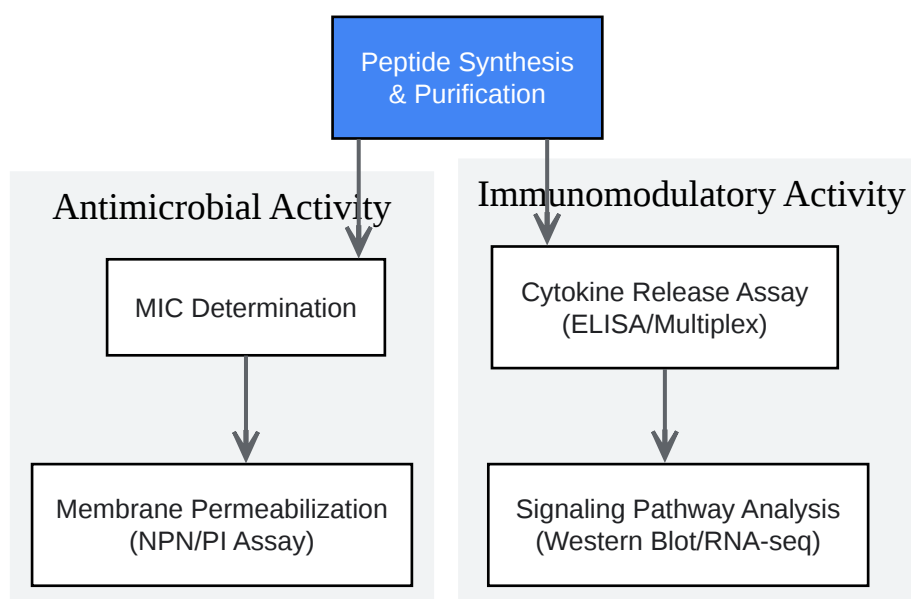 Peptide Synthesis
& Purification
Antimicrobial Activity
MIC Determination
Membrane Permeabilization
(NPN/PI Assay)
Immunomodulatory Activity
Cytokine Release Assay
(ELISA/Multiplex)
Signaling Pathway Analysis
(Western Blot/RNA-seq)